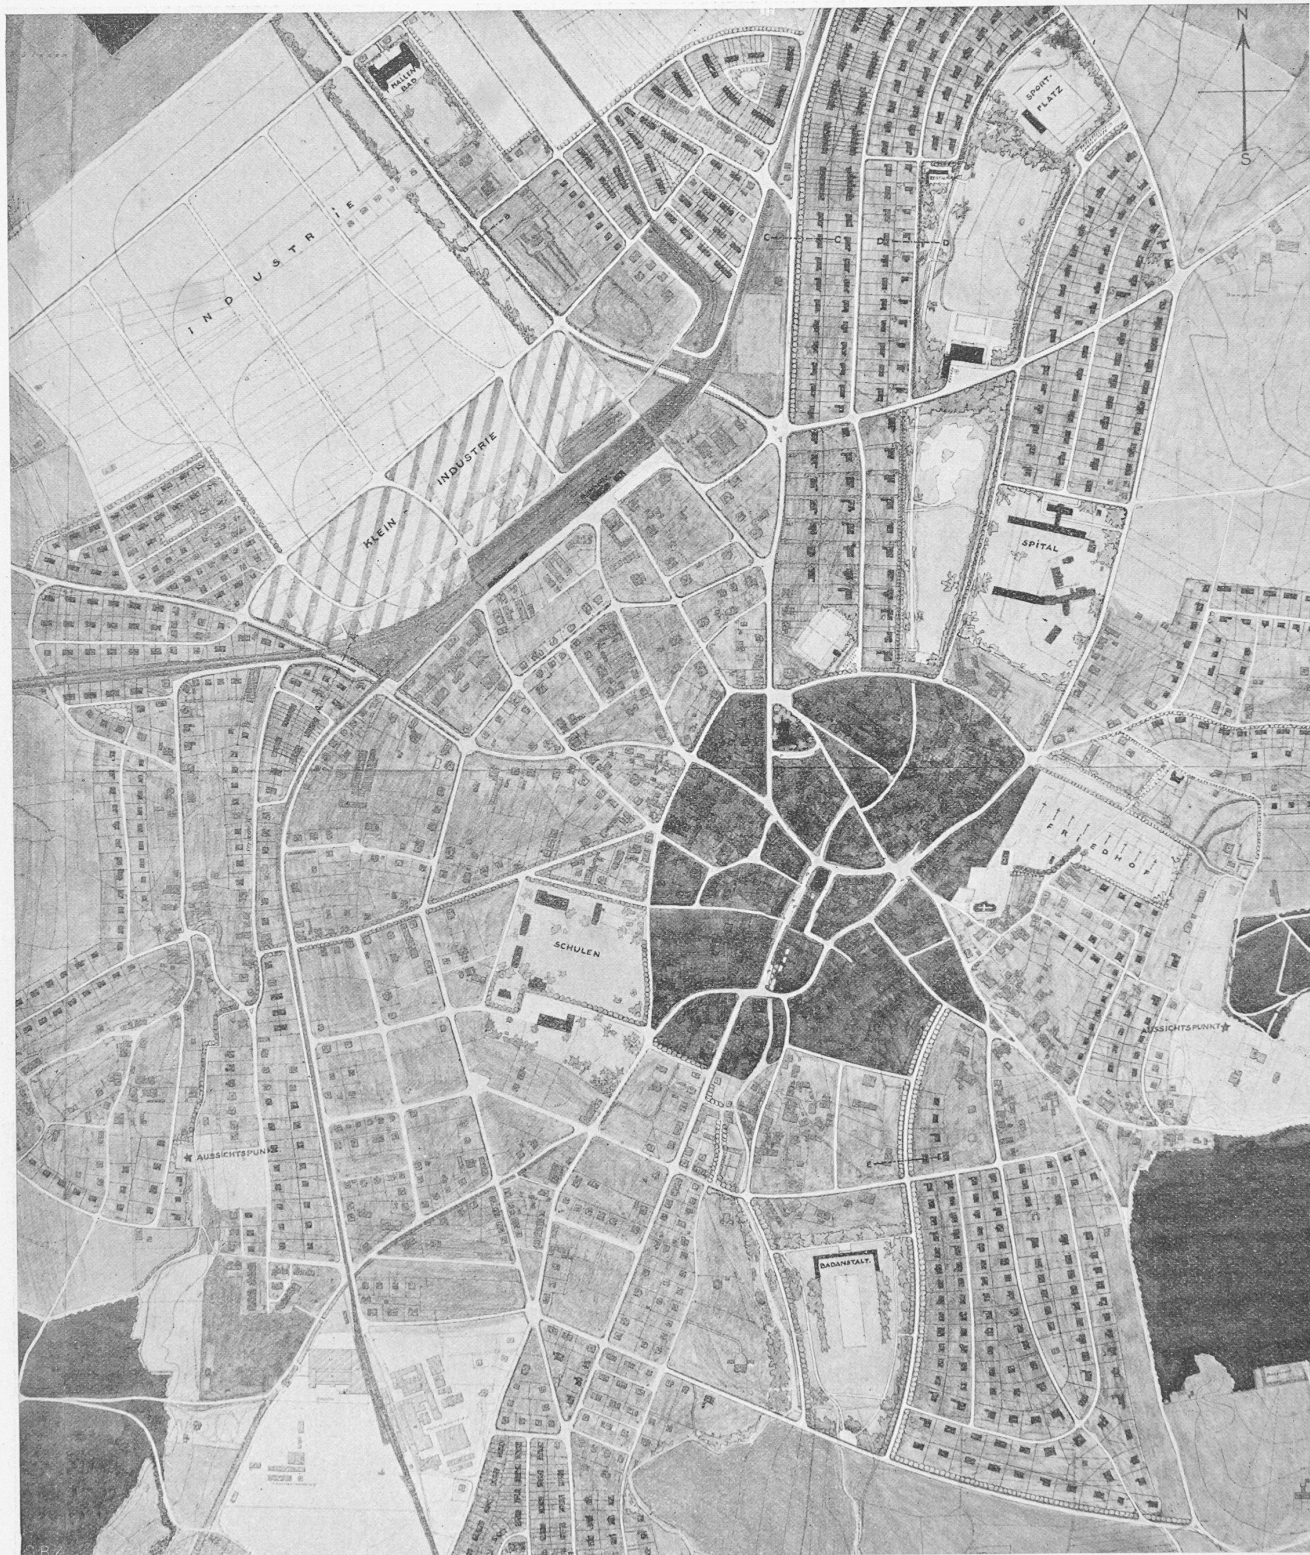 N
S
HALLEN
BAD
SPORT-
PLATZ
INDUSTRIE
C C D D
KLEIN INDUSTRIE
SPITAL
FRIEDHOF
SCHULEN
AUSSICHTSPUNKT
AUSSICHTSPUNKT
E
BADANSTALT.